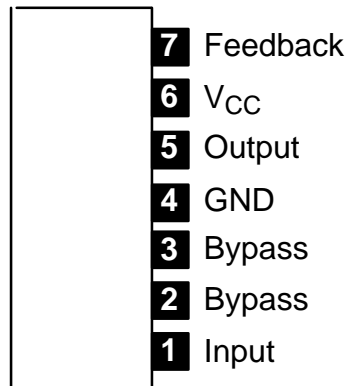 7 Feedback
6 VCC
5 Output
4 GND
3 Bypass
2 Bypass
1 Input